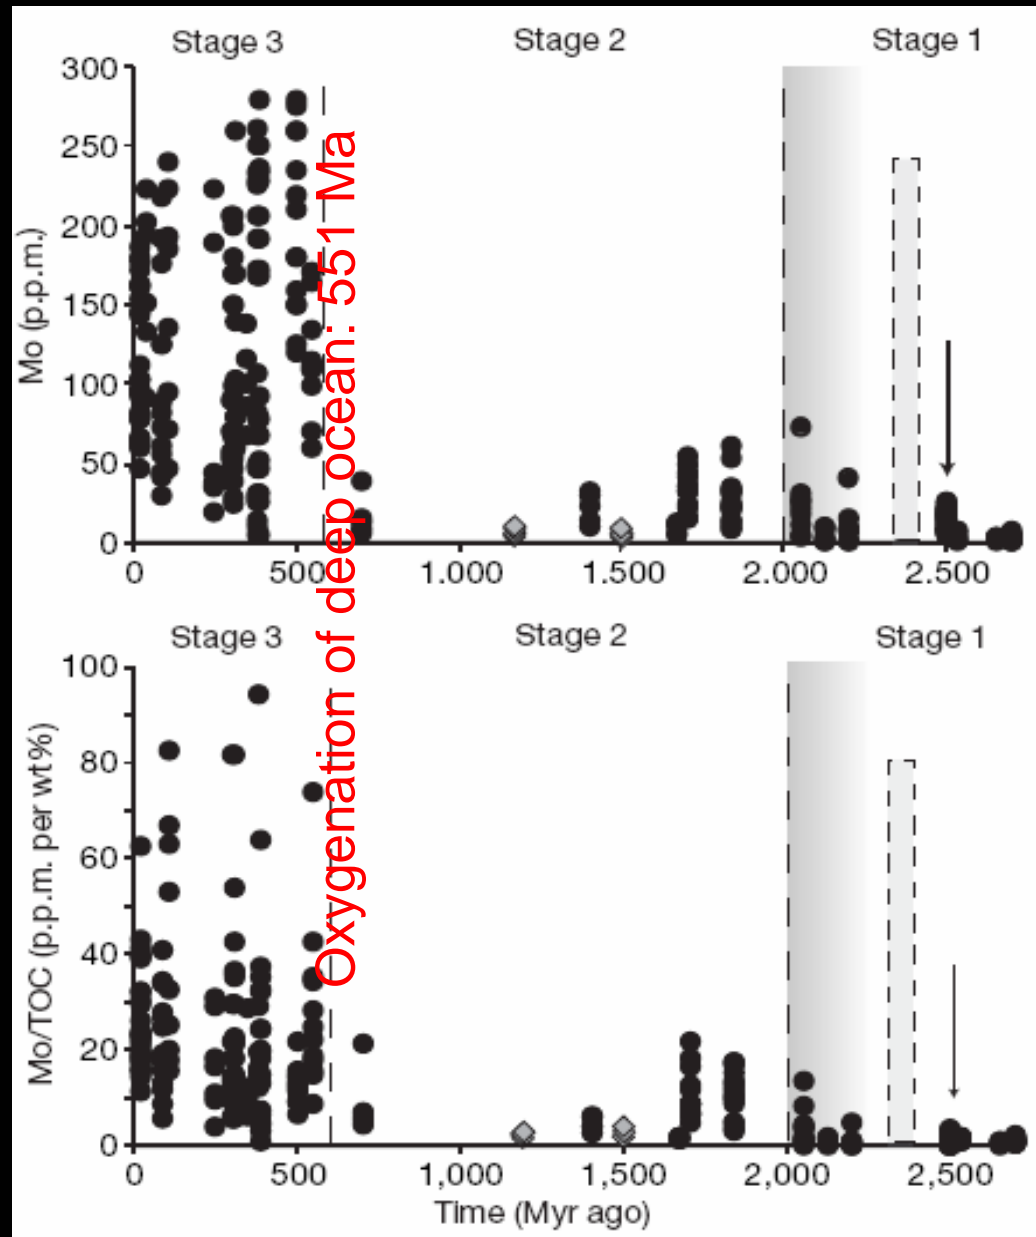 Stage 3 Stage 2 Stage 1
300
250
200
150
100
50
0
Mo (p.p.m.)
0 500 1.000 1.500 2.000 2.500
Oxygenation of deep ocean: 551 Ma
Stage 3 Stage 2 Stage 1
100
80
60
40
20
0
Mo/TOC (p.p.m. per wt%)
0 500 1,000 1,500 2,000 2,500
Time (Myr ago)